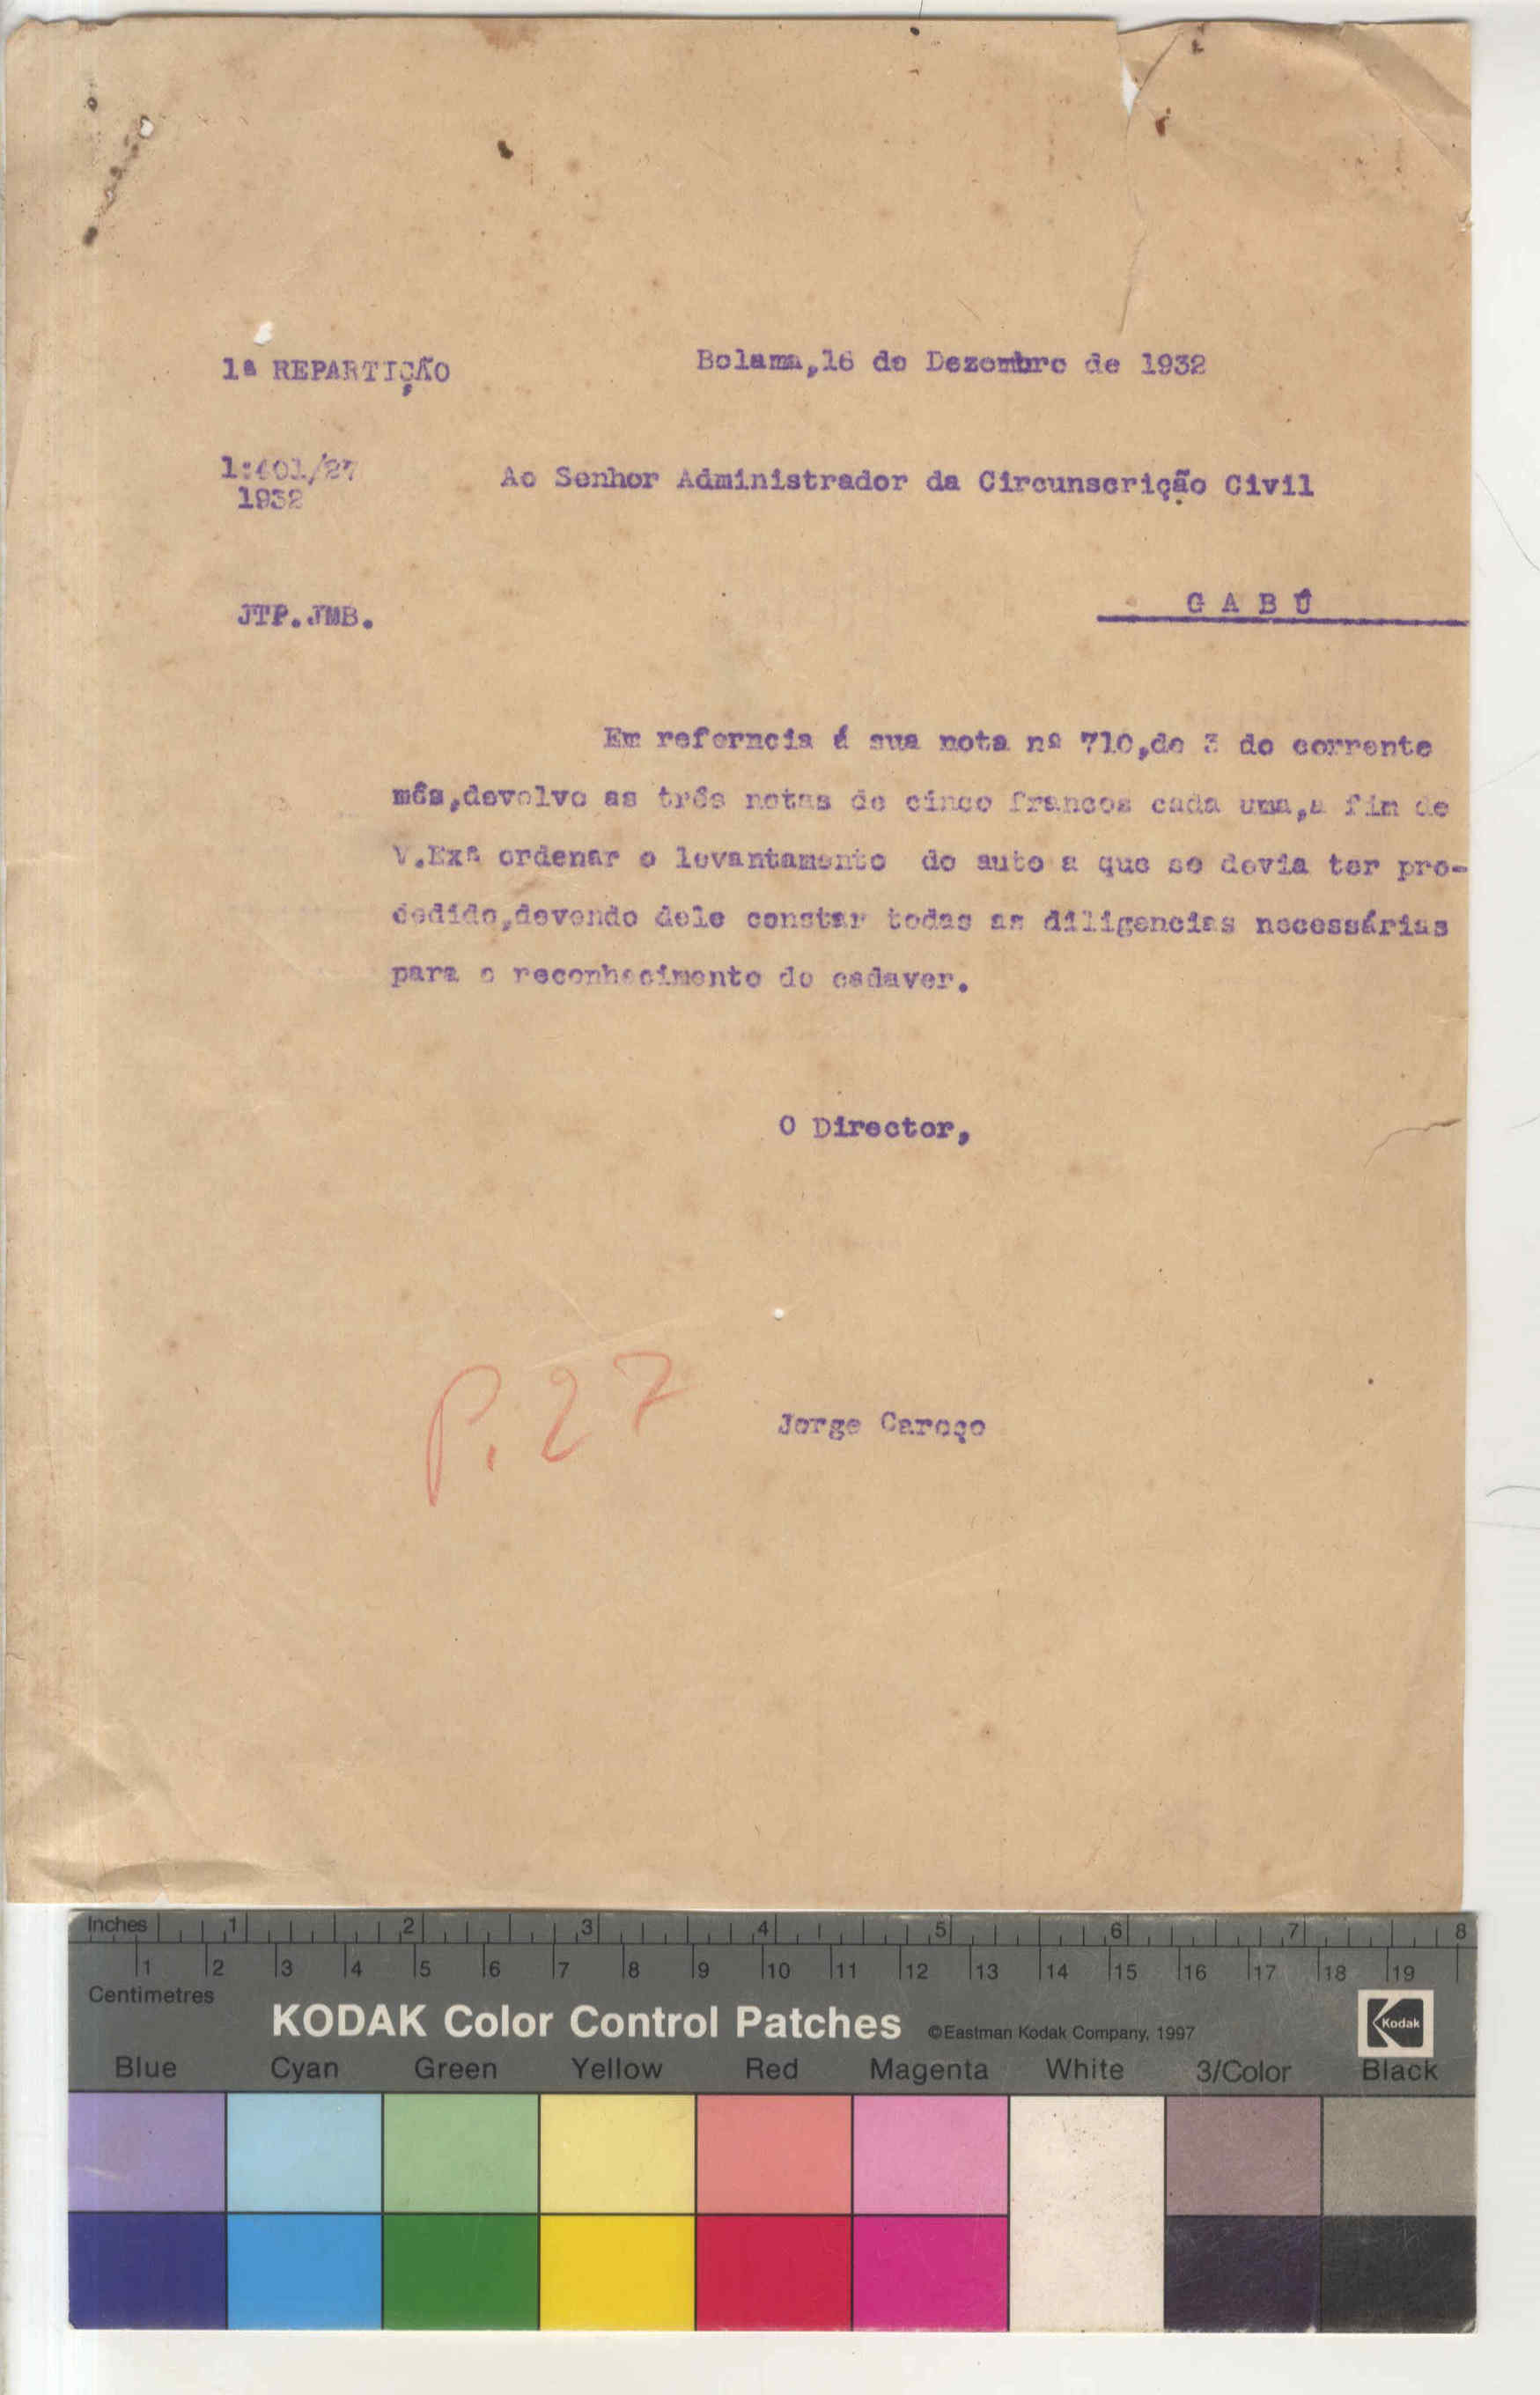 1ª REPARTIÇÃO
Bolama,16 de Dezembro de 1932
1:401/27
1932
Ao Senhor Administrador da Circunscrição Civil
JTP.JMB.
G A B Ú
Em referncia á sua nota nº 710,de 3 do corrente
mês,devolvo as três notas de cinco francos cada uma,a fim de
V.Exª ordenar o levantamento do auto a que se devia ter pro-
cedido,devendo dele constar todas as diligencias necessárias
para o reconhecimento do cadaver.
O Director,
P. 27
Jorge Caroço
Inches 1 2 3 4 5 6 7 8
1 2 3 4 5 6 7 8 9 10 11 12 13 14 15 16 17 18 19
Centimetres
KODAK Color Control Patches ©Eastman Kodak Company, 1997 Kodak
Blue Cyan Green Yellow Red Magenta White 3/Color Black